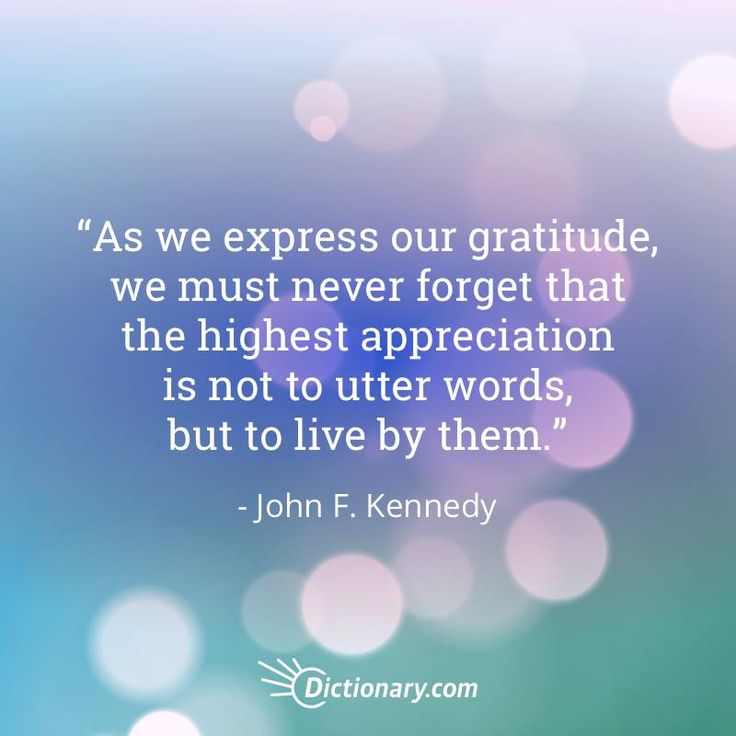 “As we express our gratitude,
we must never forget that
the highest appreciation
is not to utter words,
but to live by them.”
- John F. Kennedy
Dictionary.com